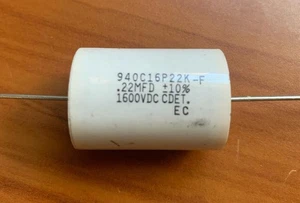 940C16P22K-F
.22MFD ±10%
1600VDC CDET.
EC